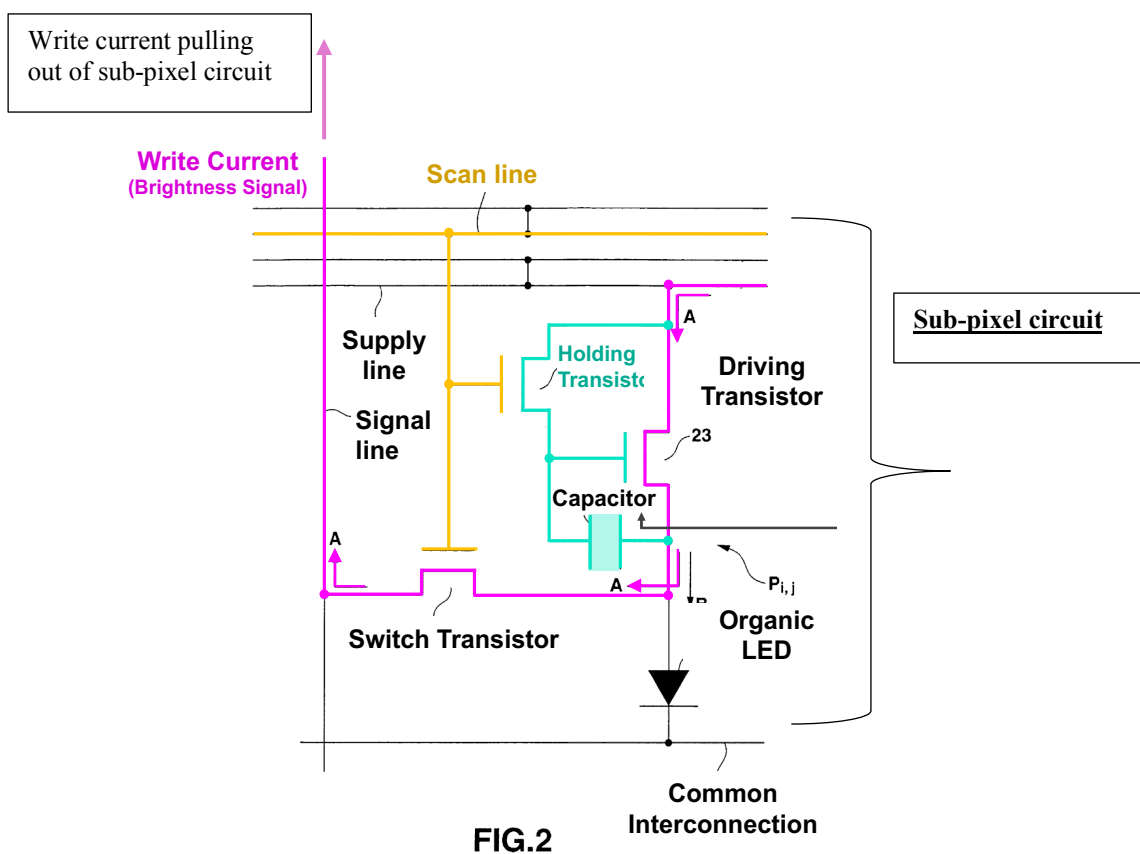 Write current pulling
out of sub-pixel circuit
Write Current
(Brightness Signal)
Scan line
Sub-pixel circuit
A
Supply
line
Holding
Transisto
Driving
Transistor
Signal
line
23
Capacitor
A
A
P i, j
Organic
LED
Switch Transistor
Common
Interconnection
FIG.2